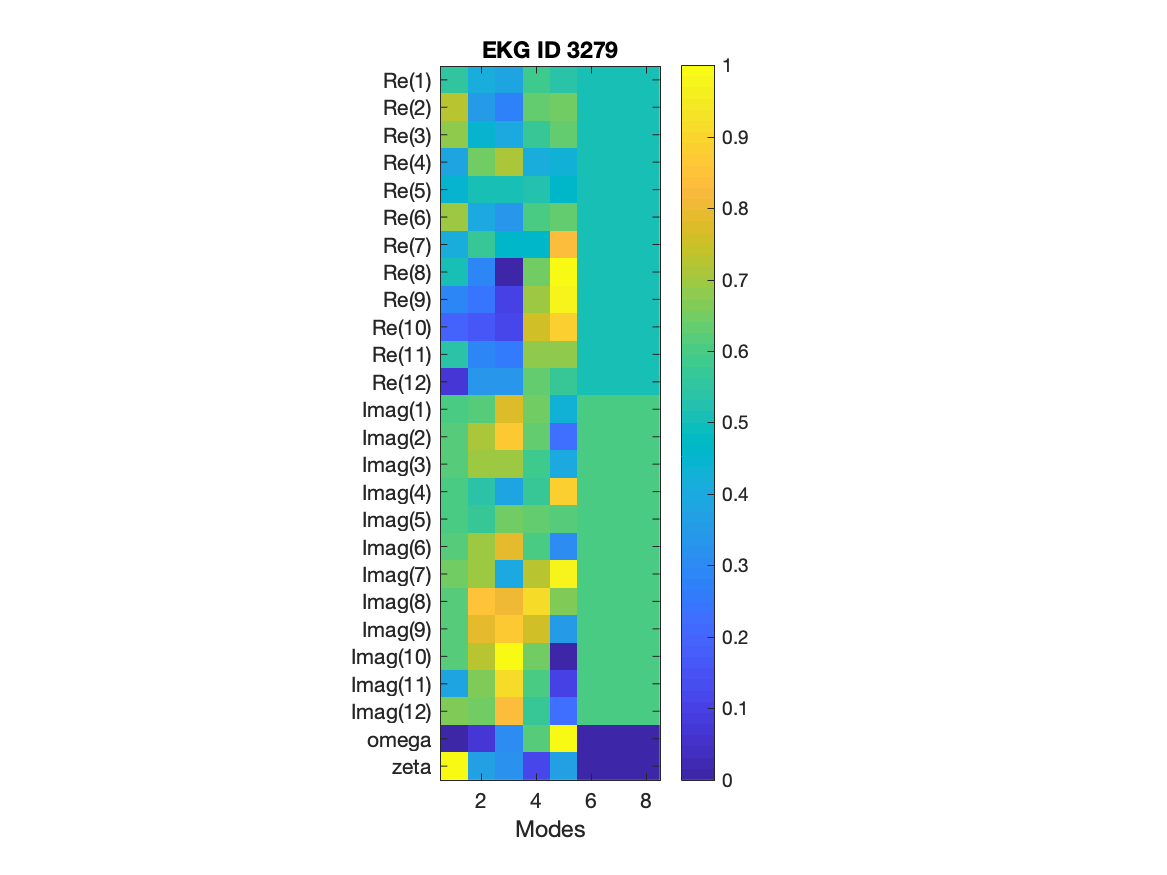 EKG ID 3279
Re(1)
Re(2)
Re(3)
Re(4)
Re(5)
Re(6)
Re(7)
Re(8)
Re(9)
Re(10)
Re(11)
Re(12)
Imag(1)
Imag(2)
Imag(3)
Imag(4)
Imag(5)
Imag(6)
Imag(7)
Imag(8)
Imag(9)
Imag(10)
Imag(11)
Imag(12)
omega
zeta
2 4 6 8
Modes
1
0.9
0.8
0.7
0.6
0.5
0.4
0.3
0.2
0.1
0